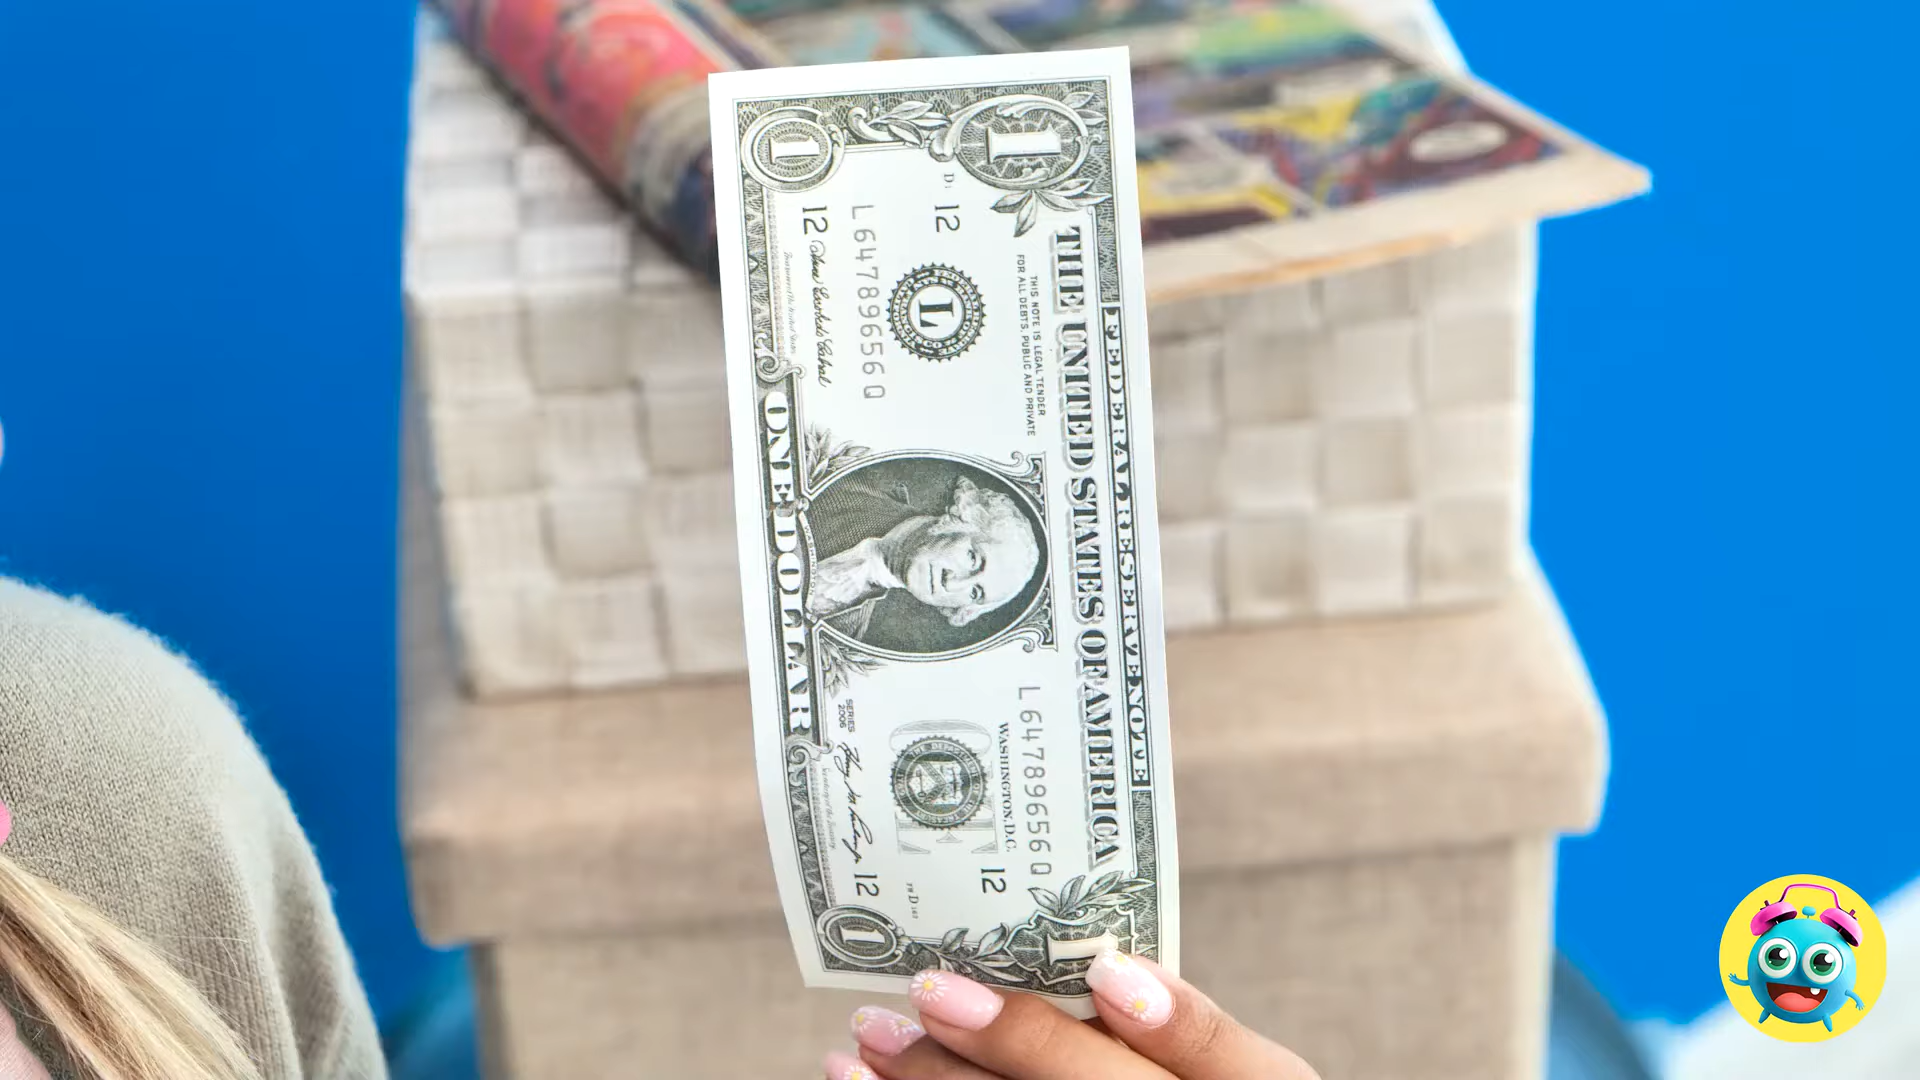 FEDERAL RESERVE NOTE
THE UNITED STATES OF AMERICA
1
1
THIS NOTE IS LEGAL TENDER
FOR ALL DEBTS, PUBLIC AND PRIVATE
L 64789656 Q
12
12
L
WASHINGTON, D.C.
L 64789656 Q
12
12
SERIES
2006
WASHINGTON
1
ONE DOLLAR
1